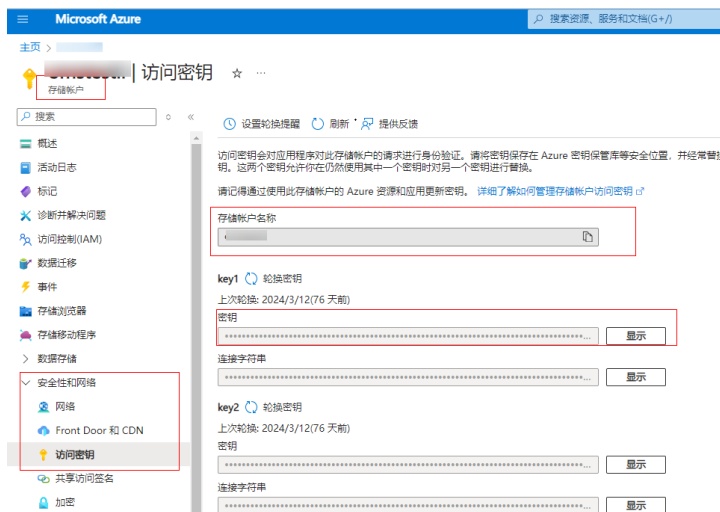 Microsoft Azure
搜索资源、服务和文档(G+/)
主页 >
| 访问密钥 ☆ ···
存储帐户
搜索
设置轮换提醒 刷新 提供反馈
访问密钥会对应用程序对此存储帐户的请求进行身份验证。请将密钥保存在 Azure 密钥保管库等安全位置，并经常替换
钥。这两个密钥允许你在仍然使用其中一个密钥时对另一个密钥进行替换。
请记得通过使用此存储帐户的 Azure 资源和应用更新密钥。 详细了解如何管理存储帐户访问密钥
概述
活动日志
标记
诊断并解决问题
访问控制(IAM)
数据迁移
事件
存储浏览器
存储移动程序
数据存储
安全性和网络
网络
Front Door 和 CDN
访问密钥
共享访问签名
加密
存储帐户名称
key1 轮换密钥
上次轮换: 2024/3/12(76 天前)
密钥
显示
连接字符串
显示
key2 轮换密钥
上次轮换: 2024/3/12(76 天前)
密钥
显示
连接字符串
显示